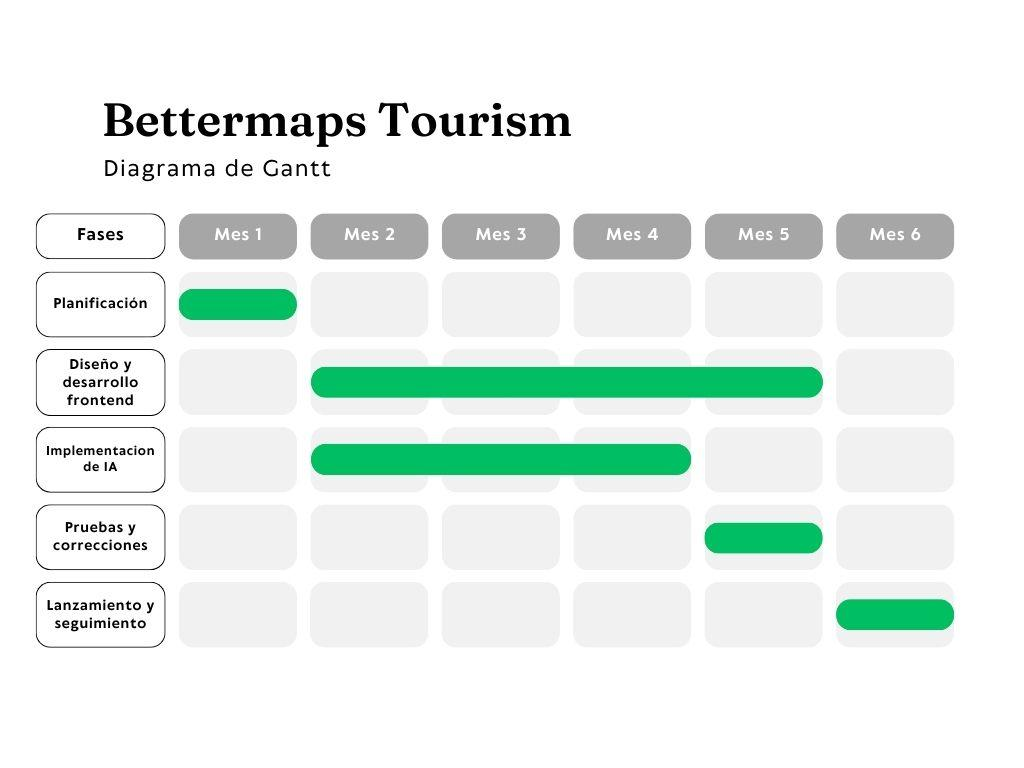 Bettermaps Tourism
Diagrama de Gantt
Fases
Mes 1
Mes 2
Mes 3
Mes 4
Mes 5
Mes 6
Planificación
Diseño y
desarrollo
frontend
Implementacion
de IA
Pruebas y
correcciones
Lanzamiento y
seguimiento